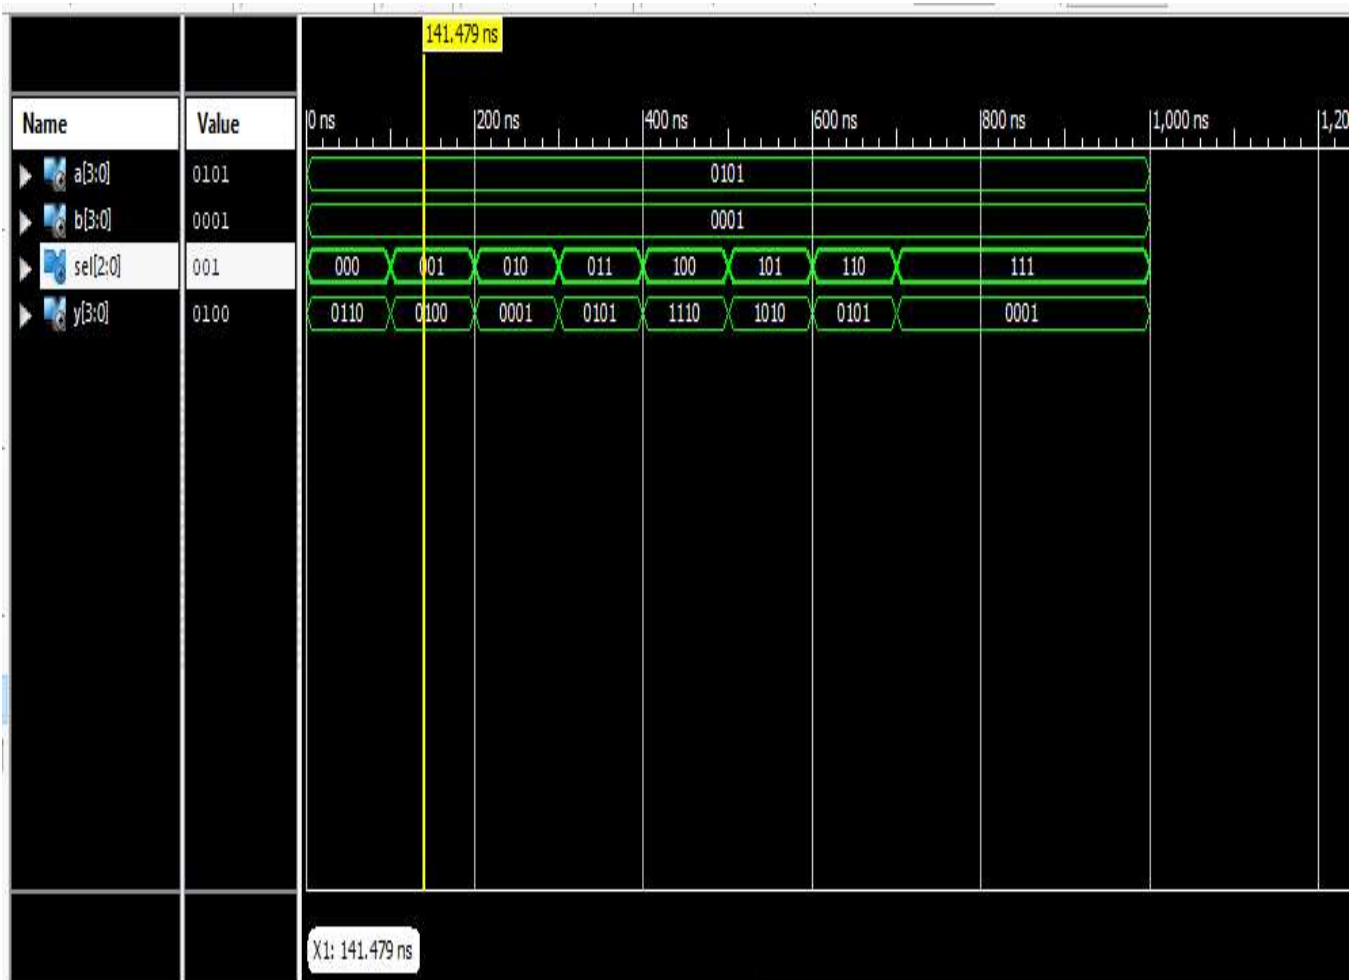 141.479 ns
Name Value 0 ns 200 ns 400 ns 600 ns 800 ns 1,000 ns 1,20
a[3:0] 0101 0101
b[3:0] 0001 0001
sel[2:0] 001 000 001 010 011 100 101 110 111
y[3:0] 0100 0110 0100 0001 0101 1110 1010 0101 0001
X1: 141.479 ns